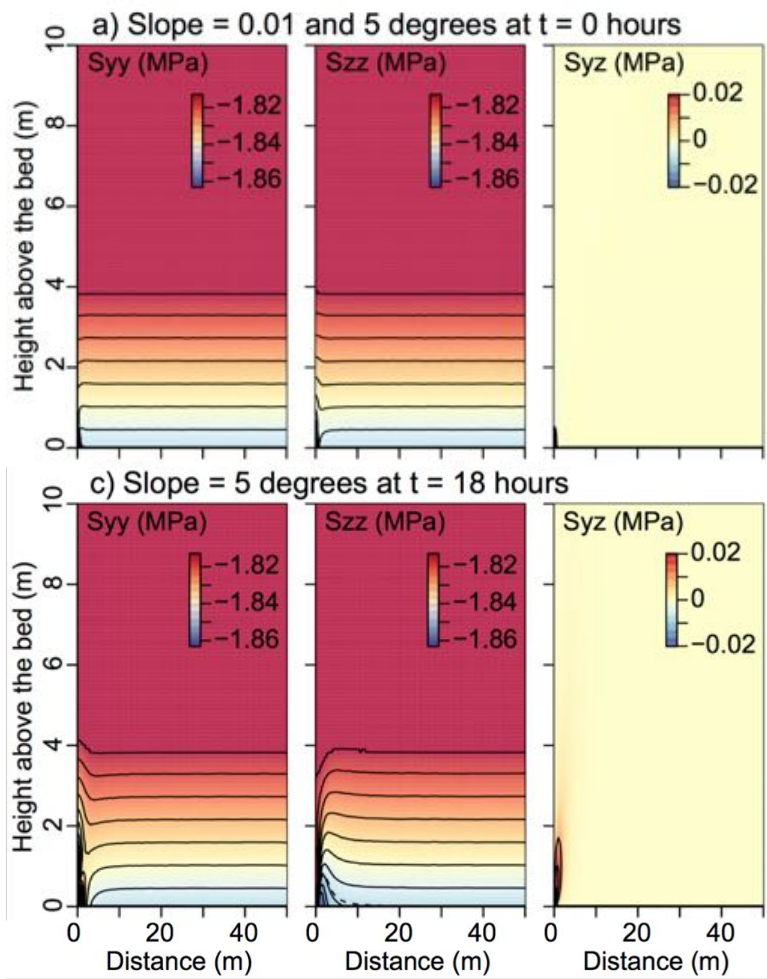 a) Slope = 0.01 and 5 degrees at t = 0 hours
Syy (MPa)
Szz (MPa)
Syz (MPa)
−1.82
−1.84
−1.86
−1.82
−1.84
−1.86
0.02
0
−0.02
Height above the bed (m)
10
8
6
4
2
0
c) Slope = 5 degrees at t = 18 hours
Syy (MPa)
Szz (MPa)
Syz (MPa)
−1.82
−1.84
−1.86
−1.82
−1.84
−1.86
0.02
0
−0.02
Height above the bed (m)
10
8
6
4
2
0
0 20 40
0 20 40
0 20 40
Distance (m)
Distance (m)
Distance (m)